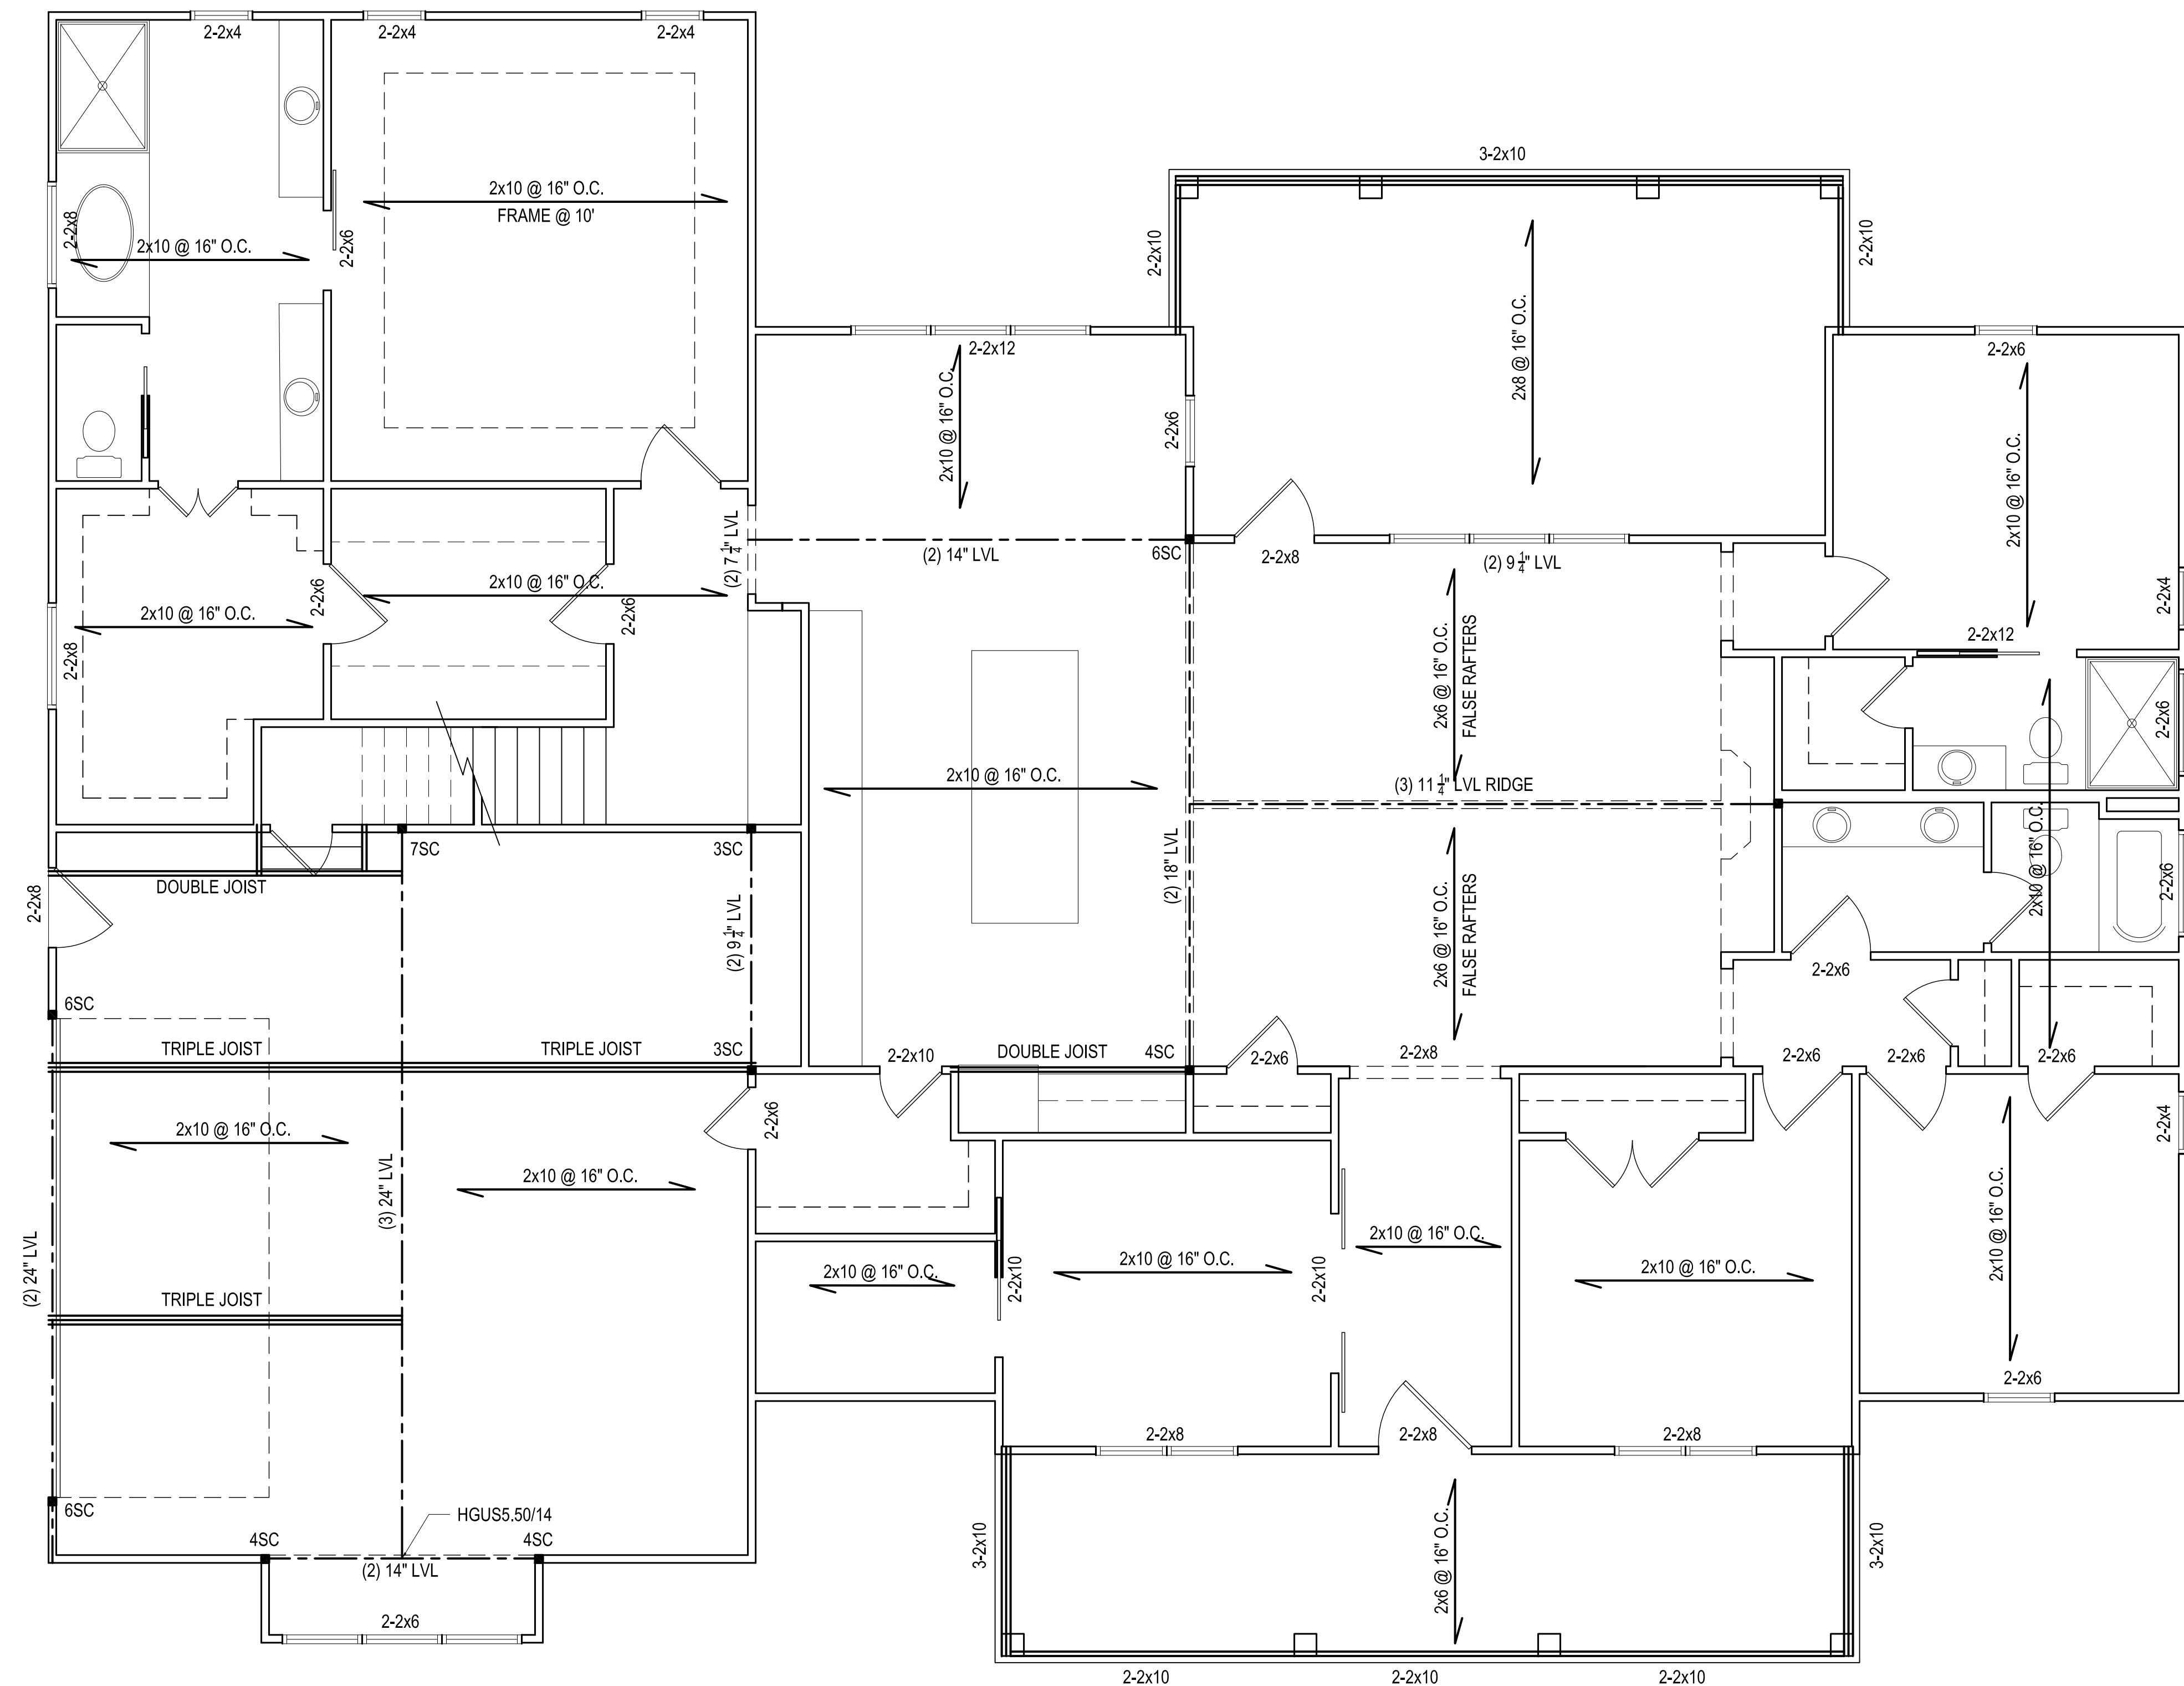 2-2x4
2-2x4
2-2x4
3-2x10
2x10 @ 16" O.C.
FRAME @ 10'
2-2x8
2x10 @ 16" O.C.
2-2x6
2-2x10
2-2x10
2x8 @ 16" O.C.
2-2x12
2x10 @ 16" O.C.
2-2x6
2-2x6
2x10 @ 16" O.C.
(2) 7 1/4" LVL
(2) 14" LVL
6SC
2-2x8
(2) 9 1/4" LVL
2x10 @ 16" O.C.
2-2x6
2x10 @ 16" O.C.
2-2x6
2-2x8
2x6 @ 16" O.C.
FALSE RAFTERS
2-2x4
2-2x12
2-2x6
2x10 @ 16" O.C.
(3) 11 1/4" LVL RIDGE
7SC
3SC
DOUBLE JOIST
2-2x8
(2) 9 1/4" LVL
(2) 18" LVL
2x6 @ 16" O.C.
FALSE RAFTERS
2x10 @ 16" O.C.
2-2x6
2-2x6
6SC
TRIPLE JOIST
TRIPLE JOIST
3SC
2-2x10
DOUBLE JOIST
4SC
2-2x6
2-2x8
2-2x6
2-2x6
2-2x6
2x10 @ 16" O.C.
2-2x6
2-2x4
2x10 @ 16" O.C.
(3) 24" LVL
2x10 @ 16" O.C.
(2) 24" LVL
TRIPLE JOIST
2x10 @ 16" O.C.
2-2x10
2x10 @ 16" O.C.
2-2x10
2x10 @ 16" O.C.
2x10 @ 16" O.C.
2x10 @ 16" O.C.
2-2x6
2-2x8
2-2x8
2-2x8
6SC
HGUS5.50/14
4SC
4SC
(2) 14" LVL
2-2x6
3-2x10
2x6 @ 16" O.C.
3-2x10
2-2x10
2-2x10
2-2x10